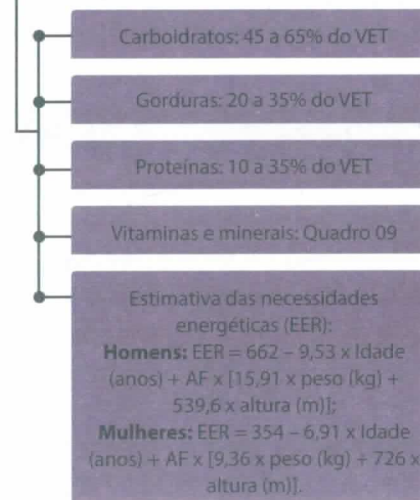 Carboidratos: 45 a 65% do VET
Gorduras: 20 a 35% do VET
Proteínas: 10 a 35% do VET
Vitaminas e minerais: Quadro 09
Estimativa das necessidades
energéticas (EER):
Homens: EER = 662 – 9,53 x Idade
(anos) + AF x [15,91 x peso (kg) +
539,6 x altura (m)];
Mulheres: EER = 354 – 6,91 x Idade
(anos) + AF x [9,36 x peso (kg) + 726 x
altura (m)].